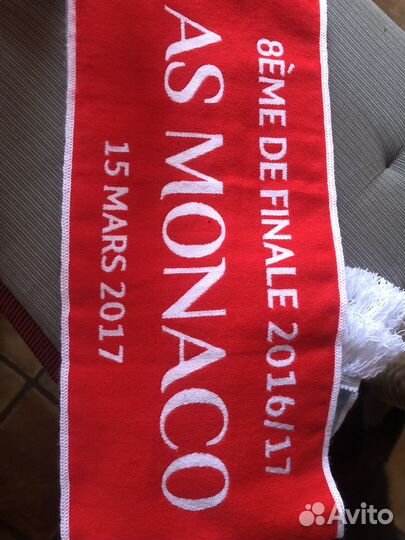 8ÈME DE FINALE 2016/17
AS MONACO
15 MARS 2017
Avito